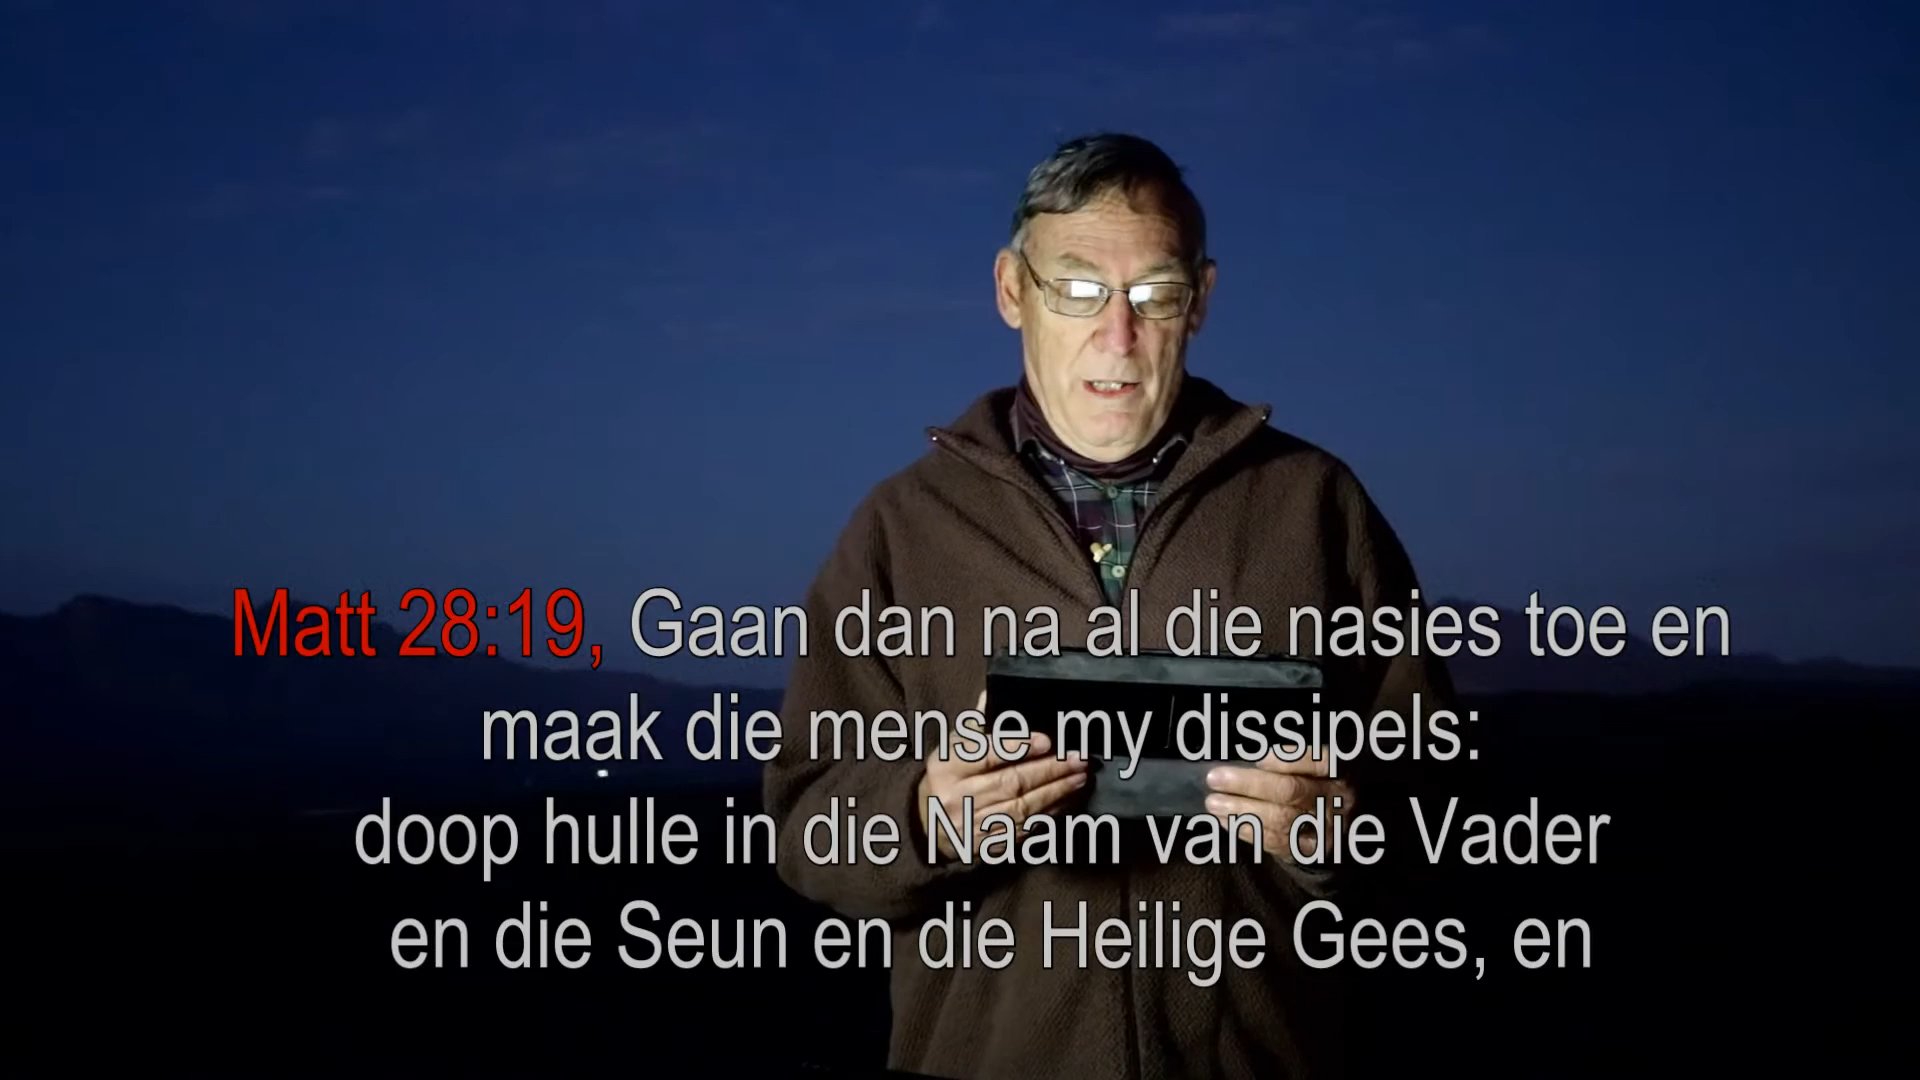 Matt 28:19, Gaan dan na al die nasies toe en
maak die mense my dissipels:
doop hulle in die Naam van die Vader
en die Seun en die Heilige Gees, en